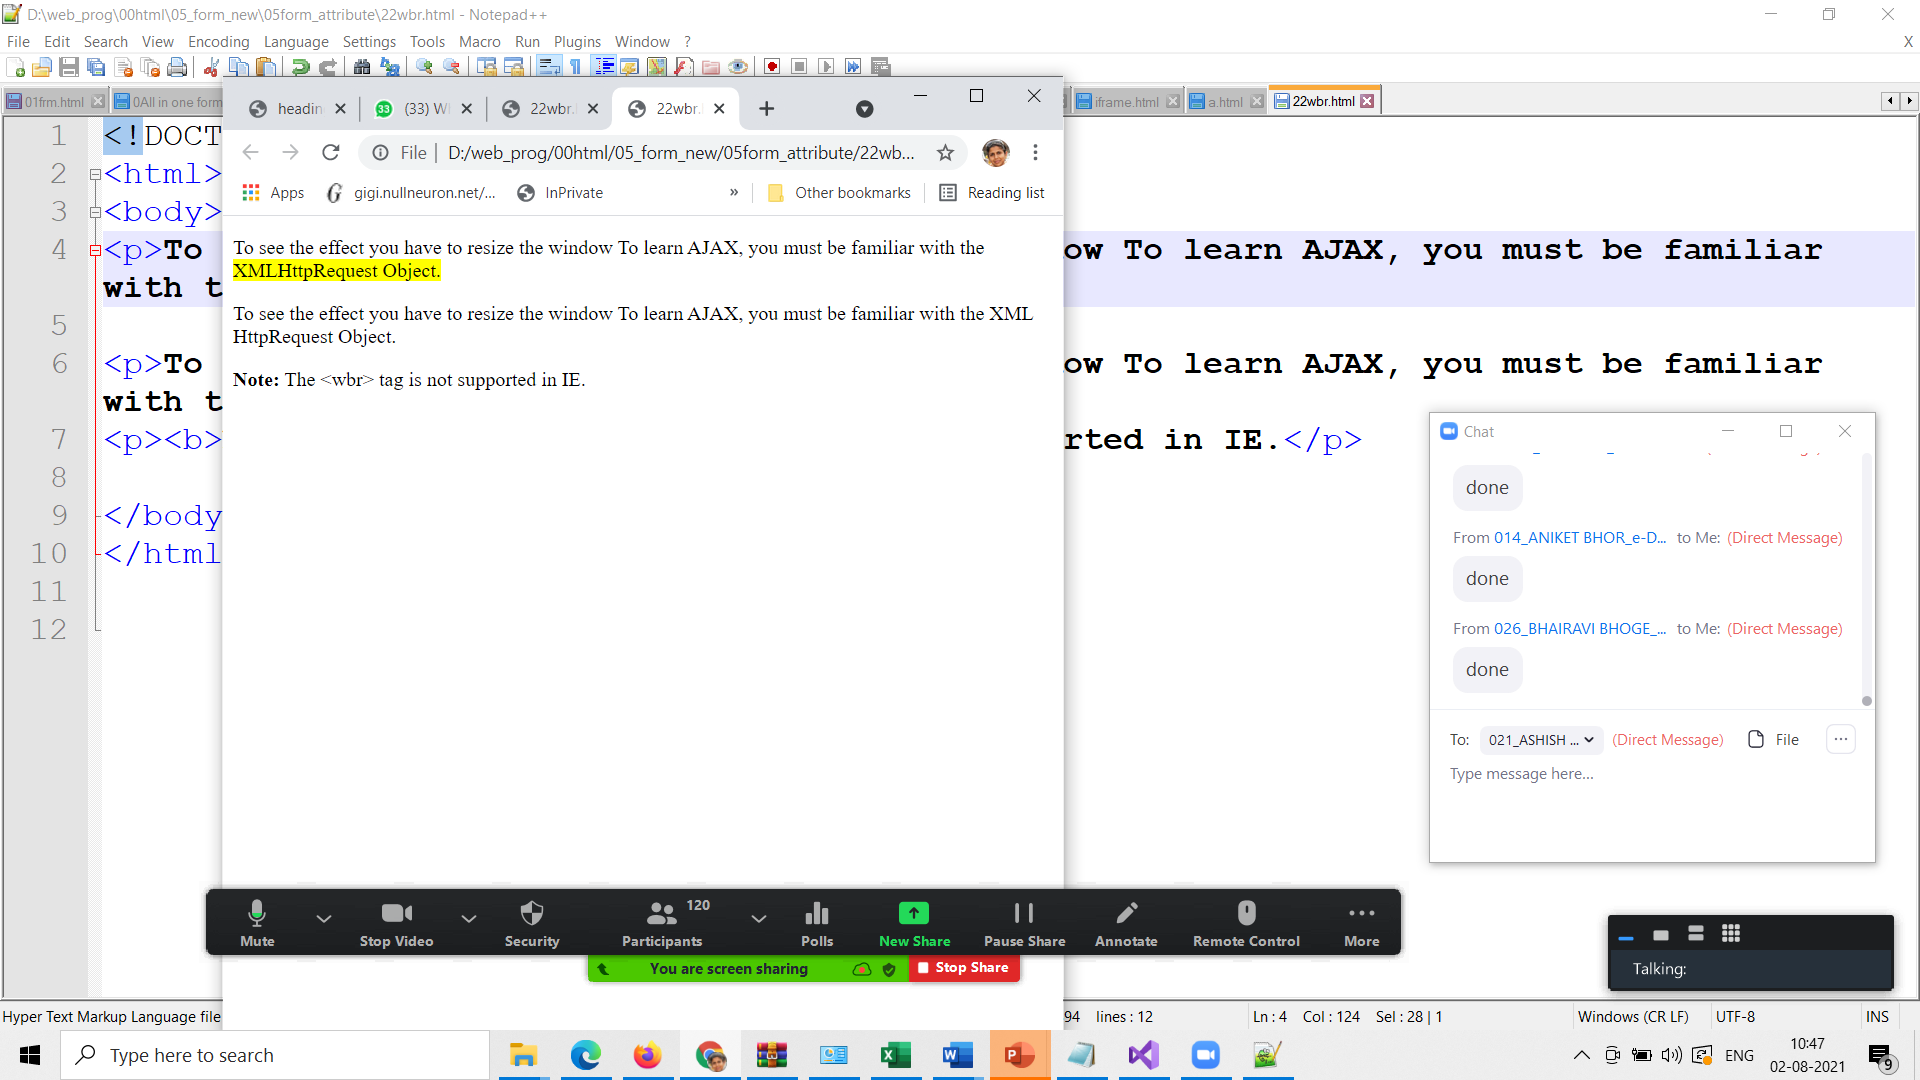 D:\web_prog\00html\05_form_new\05form_attribute\22wbr.html - Notepad++
File Edit Search View Encoding Language Settings Tools Macro Run Plugins Window ?
X
01frm.html
0All in one form
iframe.html
a.html
22wbr.html
headin
(33) W
22wbr.
22wbr.
File
D:/web_prog/00html/05_form_new/05form_attribute/22wb...
Apps
gigi.nullneuron.net/...
InPrivate
»
Other bookmarks
Reading list
To see the effect you have to resize the window To learn AJAX, you must be familiar with the
XMLHttpRequest Object.
To see the effect you have to resize the window To learn AJAX, you must be familiar with the XML
HttpRequest Object.
Note: The <wbr> tag is not supported in IE.
1 <!DOCT
2 <html>
3 <body>
4 <p>To ow To learn AJAX, you must be familiar
with t
5
6 <p>To ow To learn AJAX, you must be familiar
with t
7 <p><b> rted in IE.</p>
8
9 </body
10 </html
11
12
Chat
done
From 014_ANIKET BHOR_e-D... to Me: (Direct Message)
done
From 026_BHAIRAVI BHOGE_... to Me: (Direct Message)
done
To: 021_ASHISH ... (Direct Message) File
Type message here...
Mute
Stop Video
Security
120
Participants
Polls
New Share
Pause Share
Annotate
Remote Control
More
You are screen sharing
Stop Share
Talking:
Hyper Text Markup Language file
94 lines : 12
Ln : 4 Col : 124 Sel : 28 | 1
Windows (CR LF)
UTF-8
INS
Type here to search
ENG
10:47
02-08-2021
9